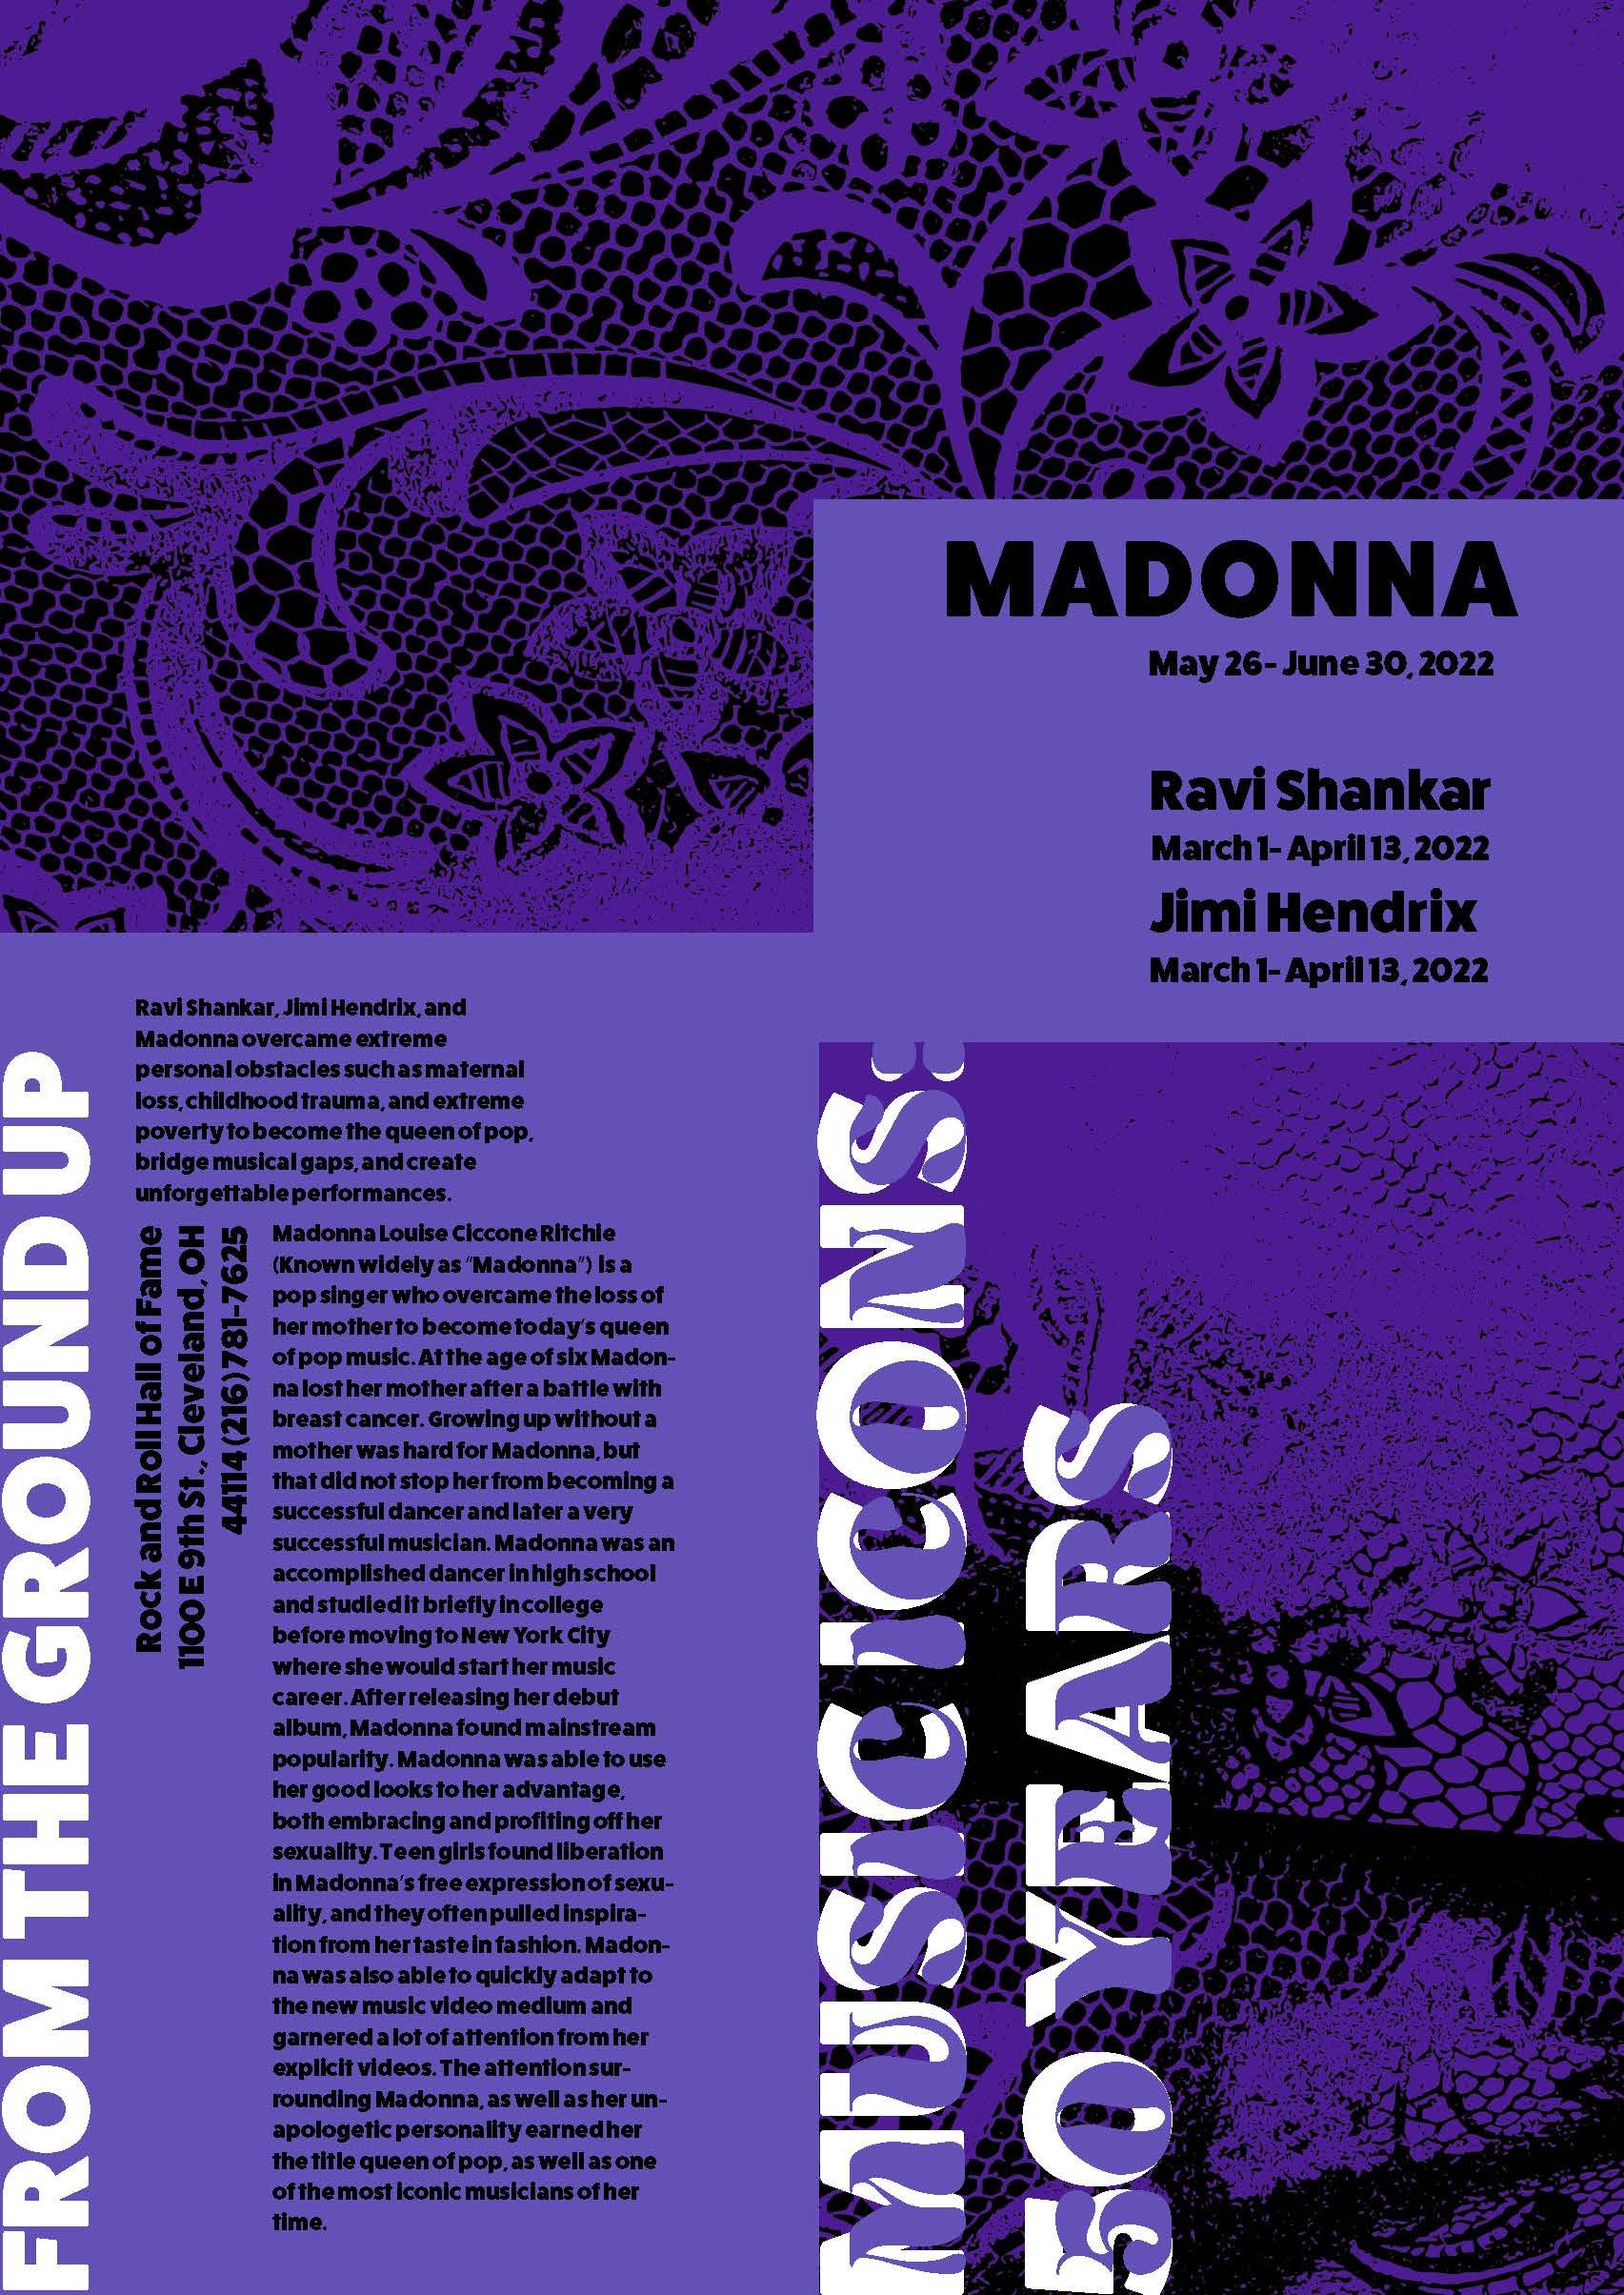 MADONNA
May 26- June 30, 2022
Ravi Shankar
March 1- April 13, 2022
Jimi Hendrix
March 1- April 13, 2022
FROM THE GROUND UP
Ravi Shankar, Jimi Hendrix, and
Madonna overcame extreme
personal obstacles such as maternal
loss, childhood trauma, and extreme
poverty to become the queen of pop,
bridge musical gaps, and create
unforgettable performances.
Rock and Roll Hall of Fame
1100 E 9th St., Cleveland, OH
44114 (216) 781-7625
Madonna Louise Ciccone Ritchie
(Known widely as "Madonna") is a
pop singer who overcame the loss of
her mother to become today's queen
of pop music. At the age of six Madon-
na lost her mother after a battle with
breast cancer. Growing up without a
mother was hard for Madonna, but
that did not stop her from becoming a
successful dancer and later a very
successful musician. Madonna was an
accomplished dancer in high school
and studied it briefly in college
before moving to New York City
where she would start her music
career. After releasing her debut
album, Madonna found mainstream
popularity. Madonna was able to use
her good looks to her advantage,
both embracing and profiting off her
sexuality. Teen girls found liberation
in Madonna's free expression of sexu-
ality, and they often pulled inspira-
tion from her taste in fashion. Madon-
na was also able to quickly adapt to
the new music video medium and
garnered a lot of attention from her
explicit videos. The attention sur-
rounding Madonna, as well as her un-
apologetic personality earned her
the title queen of pop, as well as one
of the most iconic musicians of her
time.
MUSIC ICONS:
50 YEARS